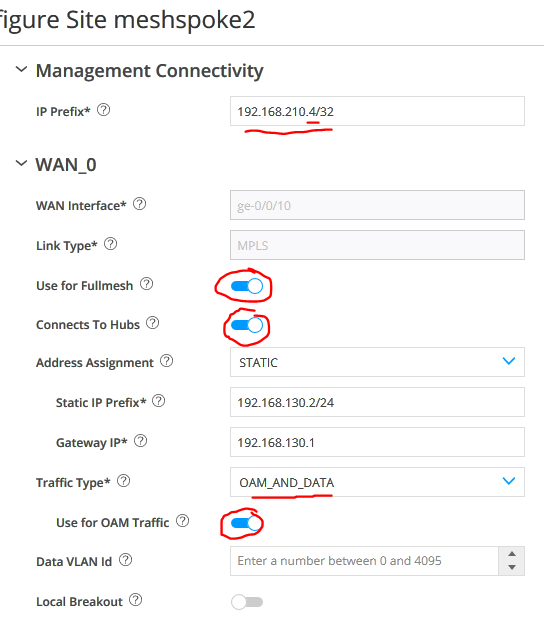 figure Site meshspoke2
Management Connectivity
IP Prefix* ?
192.168.210.4/32
WAN_0
WAN Interface* ?
ge-0/0/10
Link Type* ?
MPLS
Use for Fullmesh ?
Connects To Hubs ?
Address Assignment ?
STATIC
Static IP Prefix* ?
192.168.130.2/24
Gateway IP* ?
192.168.130.1
Traffic Type* ?
OAM_AND_DATA
Use for OAM Traffic ?
Data VLAN Id ?
Enter a number between 0 and 4095
Local Breakout ?